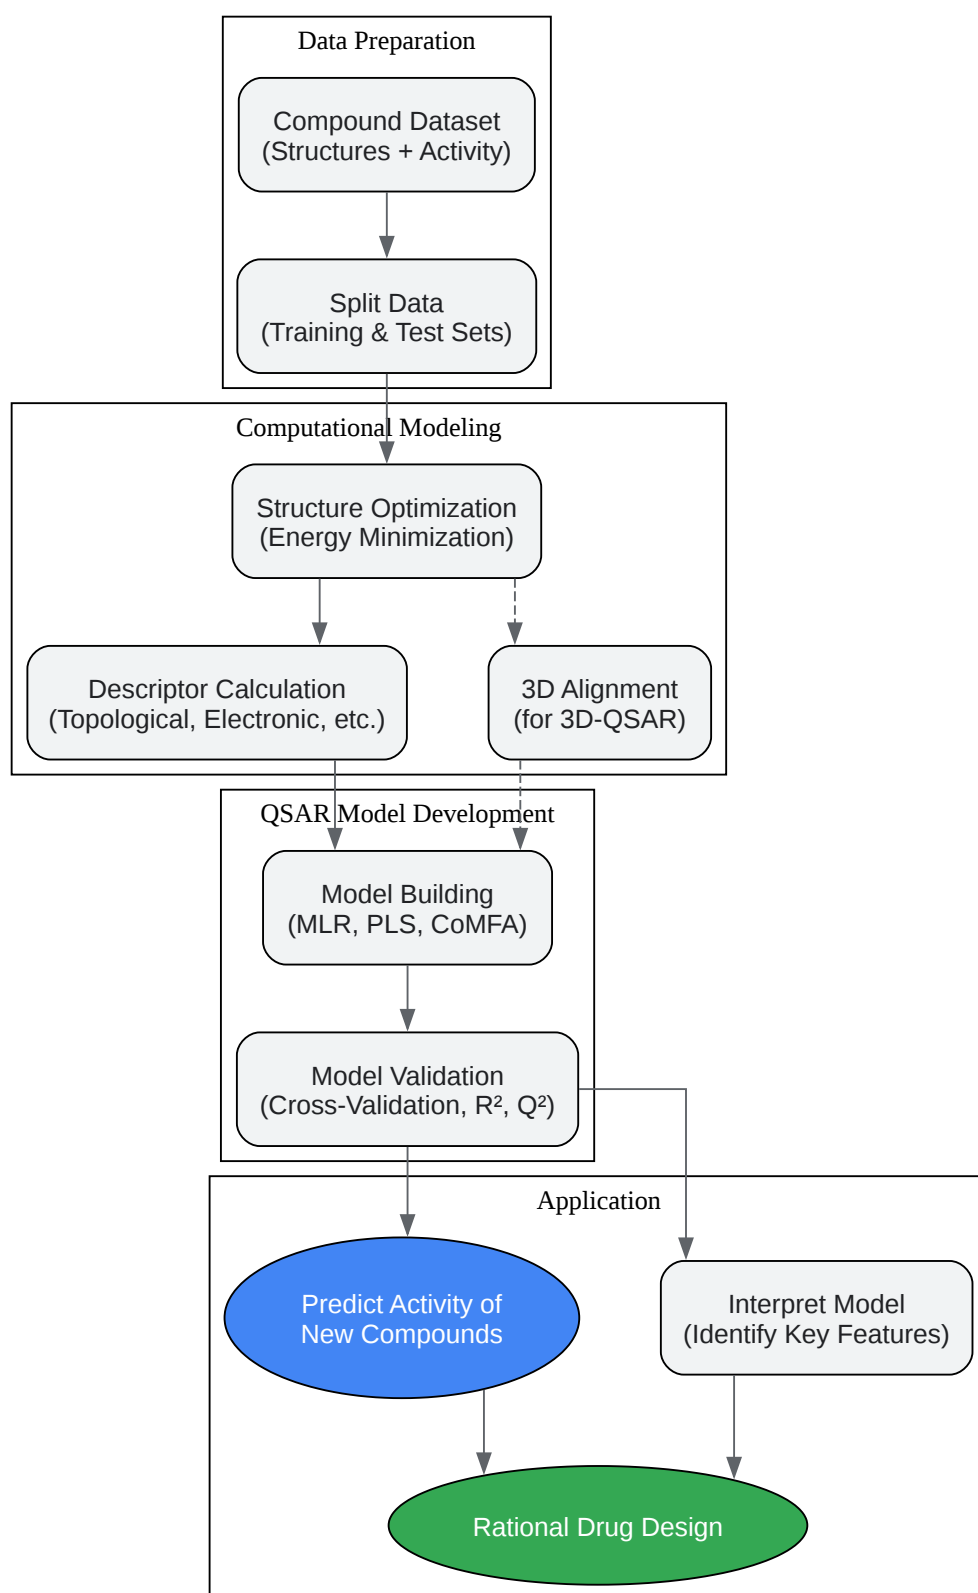 Data Preparation
Compound Dataset
(Structures + Activity)
Split Data
(Training & Test Sets)
Computational Modeling
Structure Optimization
(Energy Minimization)
Descriptor Calculation
(Topological, Electronic, etc.)
3D Alignment
(for 3D-QSAR)
QSAR Model Development
Model Building
(MLR, PLS, CoMFA)
Model Validation
(Cross-Validation, R², Q²)
Application
Predict Activity of
New Compounds
Interpret Model
(Identify Key Features)
Rational Drug Design